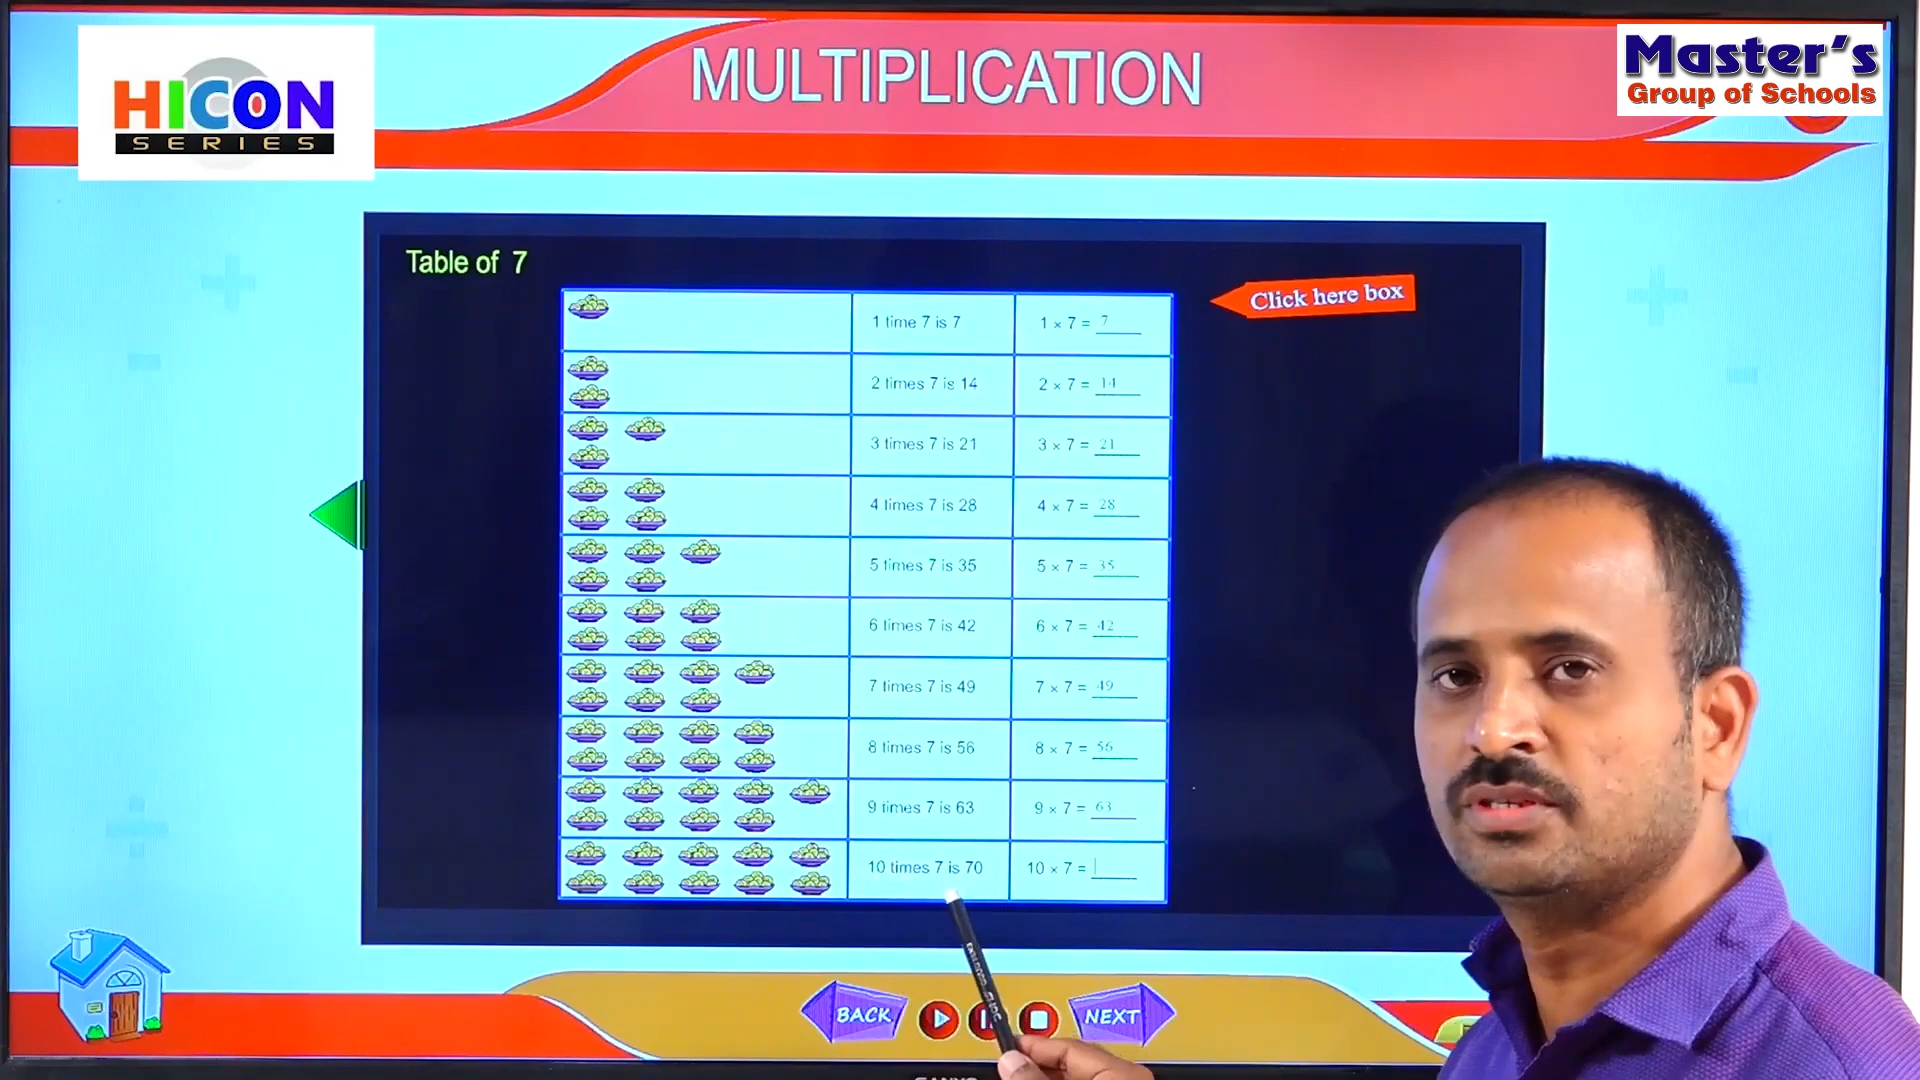 HICON
SERIES
MULTIPLICATION
Master's
Group of Schools
Table of 7
Click here box
1 time 7 is 7
1 × 7 = 7
2 times 7 is 14
2 × 7 = 14
3 times 7 is 21
3 × 7 = 21
4 times 7 is 28
4 × 7 = 28
5 times 7 is 35
5 × 7 = 35
6 times 7 is 42
6 × 7 = 42
7 times 7 is 49
7 × 7 = 49
8 times 7 is 56
8 × 7 = 56
9 times 7 is 63
9 × 7 = 63
10 times 7 is 70
10 × 7 = 
BACK
NEXT